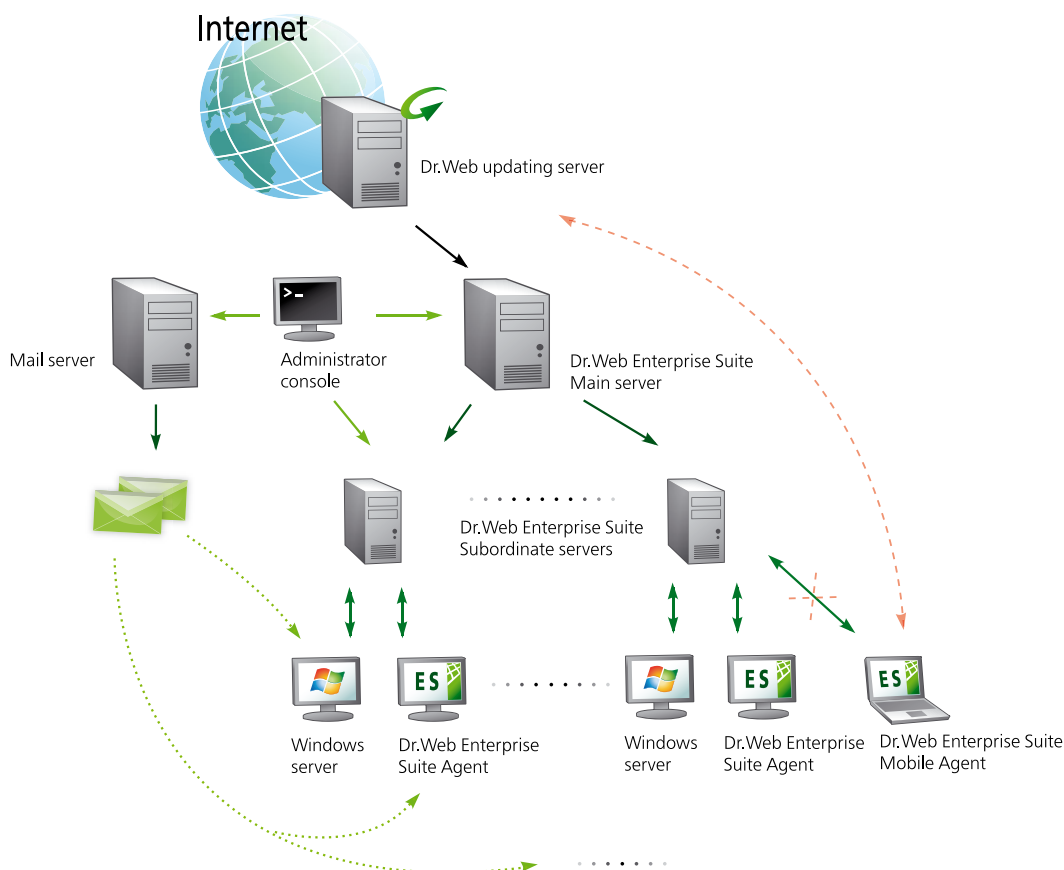 Internet
Dr.Web updating server
>_
Mail server
Administrator
console
Dr.Web Enterprise Suite
Main server
Dr.Web Enterprise Suite
Subordinate servers
ES
ES
ES
Windows
server
Dr.Web Enterprise
Suite Agent
Windows
server
Dr.Web Enterprise
Suite Agent
Dr.Web Enterprise Suite
Mobile Agent